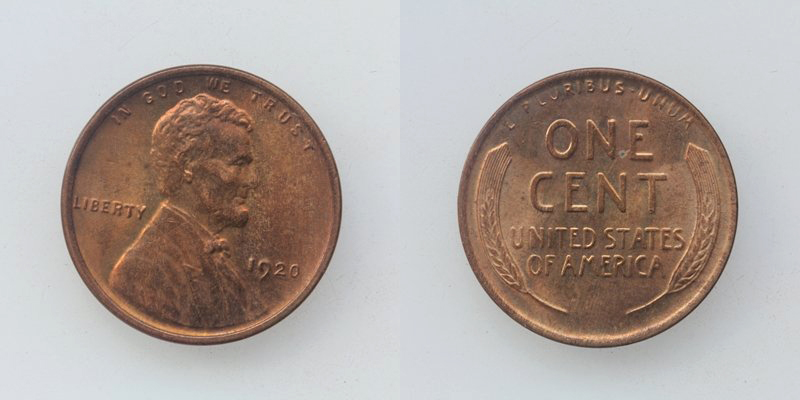 IN GOD WE TRUST
LIBERTY
1920
E·PLURIBUS·UNUM
ONE
CENT
UNITED STATES
OF AMERICA